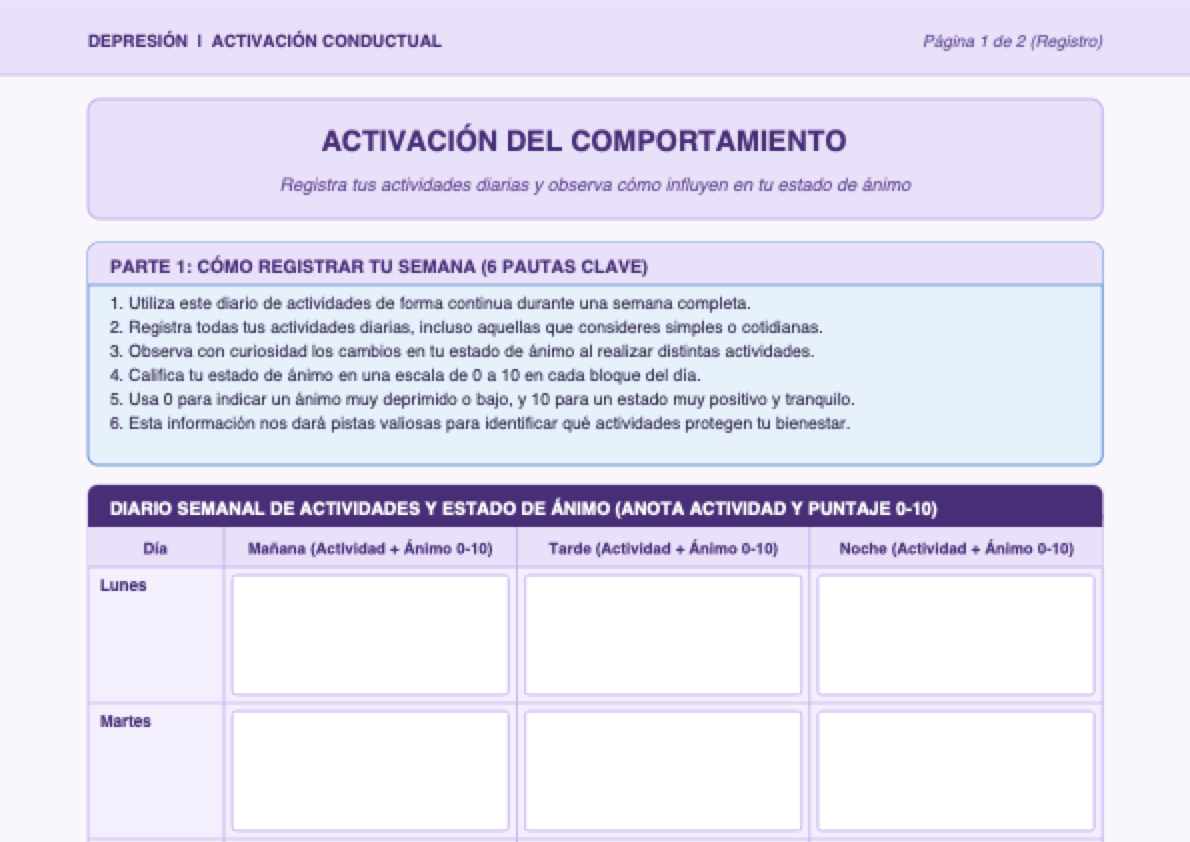 DEPRESIÓN | ACTIVACIÓN CONDUCTUAL
Página 1 de 2 (Registro)
ACTIVACIÓN DEL COMPORTAMIENTO
Registra tus actividades diarias y observa cómo influyen en tu estado de ánimo
PARTE 1: CÓMO REGISTRAR TU SEMANA (6 PAUTAS CLAVE)
1. Utiliza este diario de actividades de forma continua durante una semana completa.
2. Registra todas tus actividades diarias, incluso aquellas que consideres simples o cotidianas.
3. Observa con curiosidad los cambios en tu estado de ánimo al realizar distintas actividades.
4. Califica tu estado de ánimo en una escala de 0 a 10 en cada bloque del día.
5. Usa 0 para indicar un ánimo muy deprimido o bajo, y 10 para un estado muy positivo y tranquilo.
6. Esta información nos dará pistas valiosas para identificar qué actividades protegen tu bienestar.
DIARIO SEMANAL DE ACTIVIDADES Y ESTADO DE ÁNIMO (ANOTA ACTIVIDAD Y PUNTAJE 0-10)
Día
Mañana (Actividad + Ánimo 0-10)
Tarde (Actividad + Ánimo 0-10)
Noche (Actividad + Ánimo 0-10)
Lunes
Martes